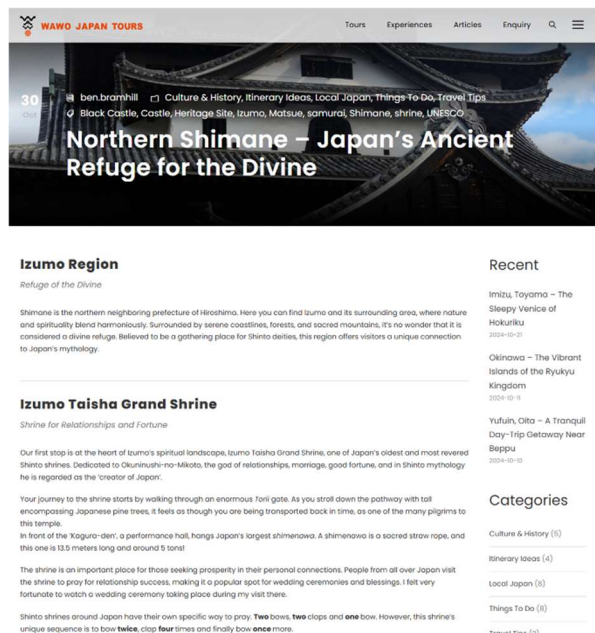 WAWO JAPAN TOURS
Tours Experiences Articles Enquiry
30
Oct
ben.bramhill Culture & History, Itinerary Ideas, Local Japan, Things To Do, Travel Tips
Black Castle, Castle, Heritage Site, Izumo, Matsue, samurai, Shimane, shrine, UNESCO
Northern Shimane – Japan's Ancient
Refuge for the Divine
Izumo Region
Refuge of the Divine
Shimane is the northern neighboring prefecture of Hiroshima. Here you can find Izumo and its surrounding area, where nature
and spirituality blend harmoniously. Surrounded by serene coastlines, forests, and sacred mountains, it's no wonder that it is
considered a divine refuge. Believed to be a gathering place for Shinto deities, this region offers visitors a unique connection
to Japan's mythology.
Izumo Taisha Grand Shrine
Shrine for Relationships and Fortune
Our first stop is at the heart of Izumo's spiritual landscape, Izumo Taisha Grand Shrine, one of Japan's oldest and most revered
Shinto shrines. Dedicated to Okuninushi-no-Mikoto, the god of relationships, marriage, good fortune, and in Shinto mythology
he is regarded as the 'creator of Japan'.
Your journey to the shrine starts by walking through an enormous Torii gate. As you stroll down the pathway with tall
encompassing Japanese pine trees, it feels as though you are being transported back in time, as one of the many pilgrims to
this temple.
In front of the 'Kagura-den', a performance hall, hangs Japan's largest shimenawa. A shimenawa is a sacred straw rope, and
this one is 13.5 meters long and around 5 tons!
The shrine is an important place for those seeking prosperity in their personal connections. People from all over Japan visit
the shrine to pray for relationship success, making it a popular spot for wedding ceremonies and blessings. I felt very
fortunate to watch a wedding ceremony taking place during my visit there.
Shinto shrines around Japan have their own specific way to pray. Two bows, two claps and one bow. However, this shrine's
unique sequence is to bow twice, clap four times and finally bow once more.
Recent
Imizu, Toyama – The
Sleepy Venice of
Hokuriku
2024-10-21
Okinawa – The Vibrant
Islands of the Ryukyu
Kingdom
2024-10-11
Yufuin, Oita – A Tranquil
Day-Trip Getaway Near
Beppu
2024-10-10
Categories
Culture & History (5)
Itinerary Ideas (4)
Local Japan (8)
Things To Do (8)